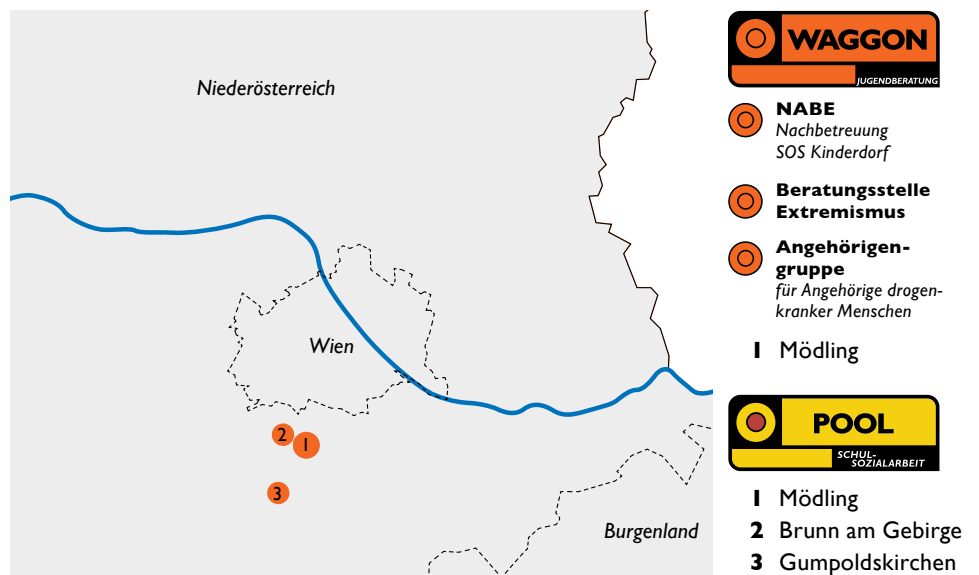 Niederösterreich
Wien
2
1
3
Burgenland
WAGGON
JUGENDBERATUNG
NABE
Nachbetreuung
SOS Kinderdorf
Beratungsstelle
Extremismus
Angehörigen-
gruppe
für Angehörige drogen-
kranker Menschen
1 Mödling
POOL
SCHUL-
SOZIALARBEIT
1 Mödling
2 Brunn am Gebirge
3 Gumpoldskirchen